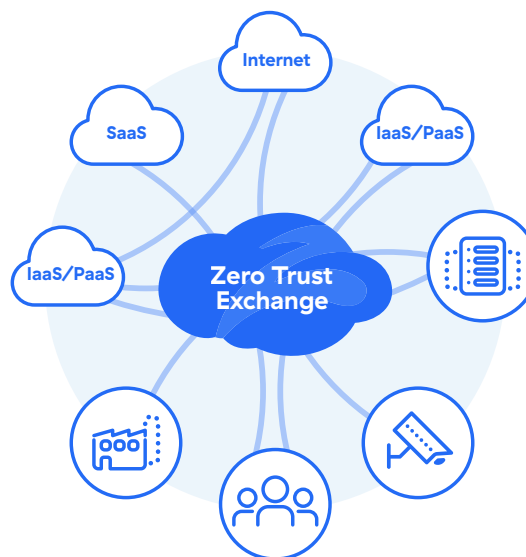 Internet
SaaS
IaaS/PaaS
IaaS/PaaS
Zero Trust
Exchange